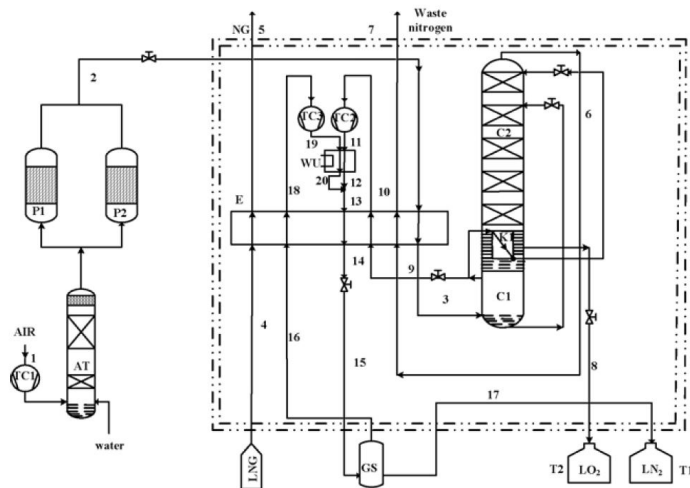 NG 5 7 Waste
nitrogen
2
6
TC3 TC2
C2
19 11
WU
20 12
18 10
13
P1 P2
E
K
14
9
C1
3
4
16
AIR
1
15
8
AT
TC1
17
water
LNG
GS
T2 LO2 LN2 T1